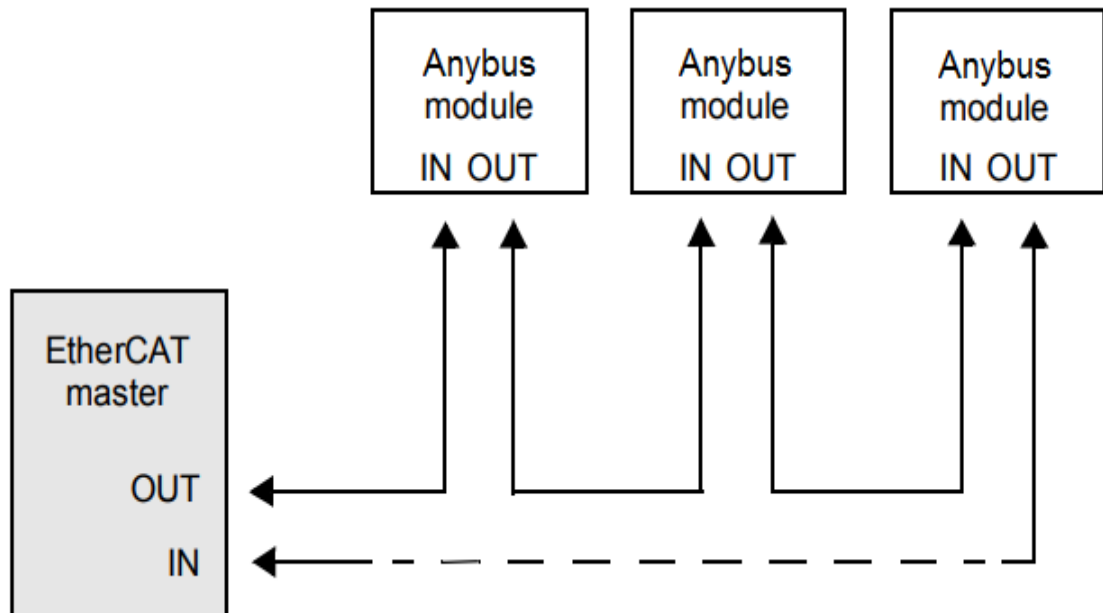 Anybus
module
IN OUT
Anybus
module
IN OUT
Anybus
module
IN OUT
EtherCAT
master
OUT
IN